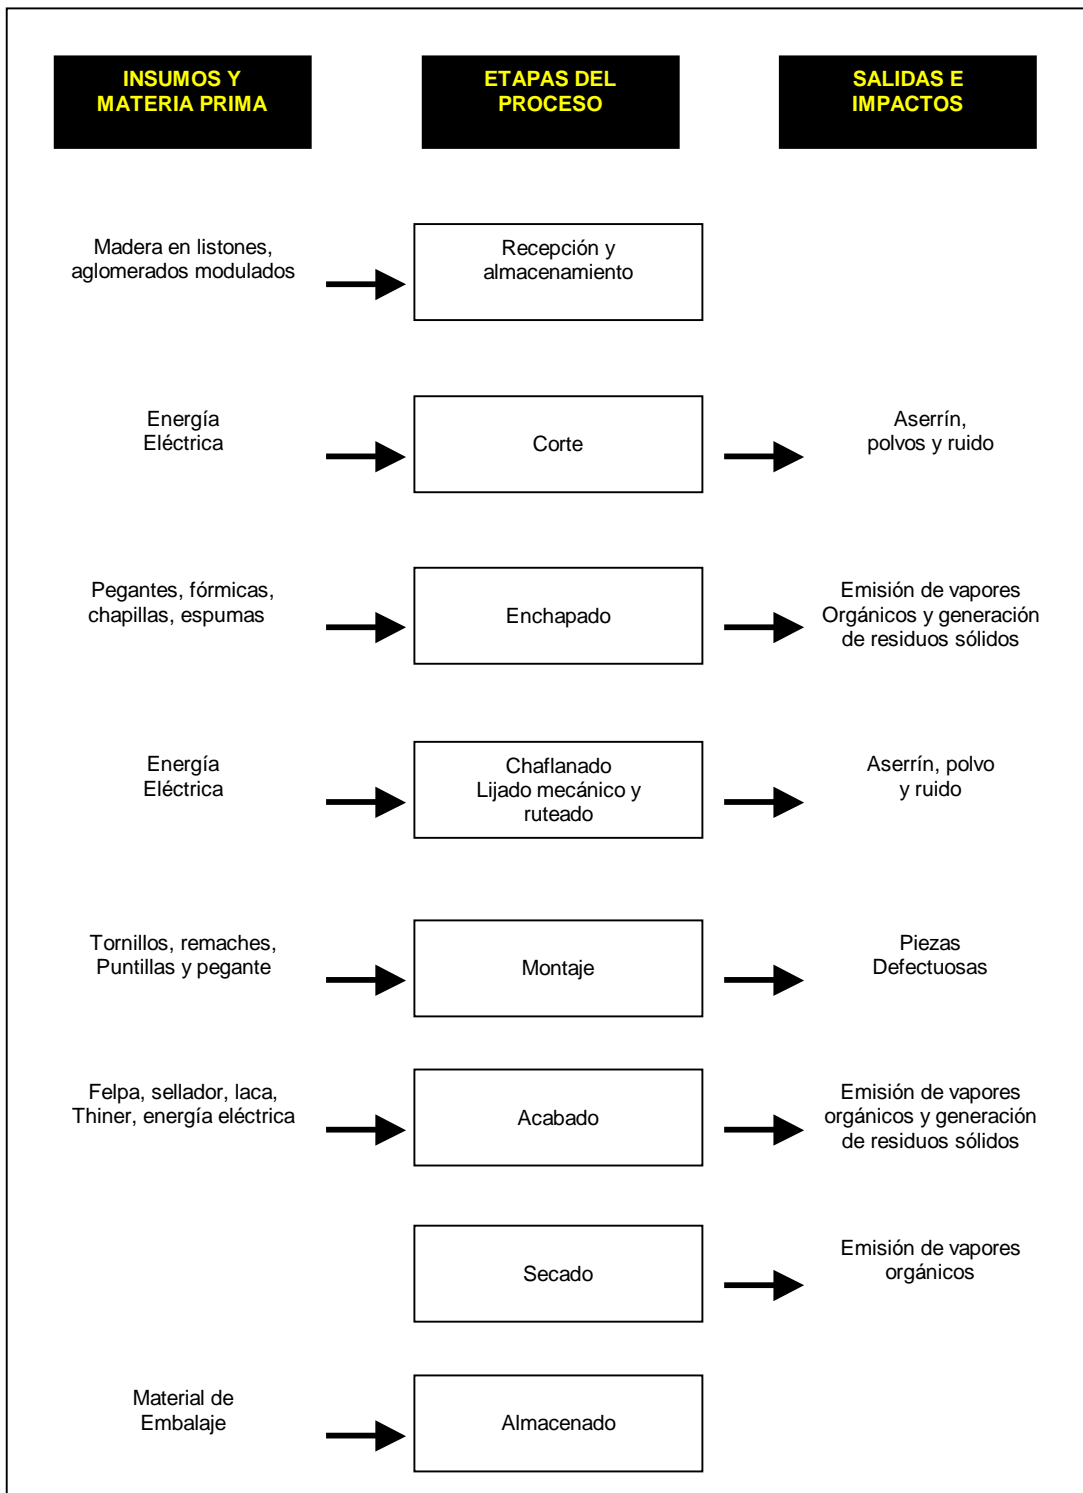 INSUMOS Y
MATERIA PRIMA
ETAPAS DEL
PROCESO
SALIDAS E
IMPACTOS
Madera en listones,
aglomerados modulados
Recepción y
almacenamiento
Energía
Eléctrica
Corte
Aserrín,
polvos y ruido
Pegantes, fórmicas,
chapillas, espumas
Enchapado
Emisión de vapores
Orgánicos y generación
de residuos sólidos
Energía
Eléctrica
Chaflanado
Lijado mecánico y
ruteado
Aserrín, polvo
y ruido
Tornillos, remaches,
Puntillas y pegante
Montaje
Piezas
Defectuosas
Felpa, sellador, laca,
Thiner, energía eléctrica
Acabado
Emisión de vapores
orgánicos y generación
de residuos sólidos
Secado
Emisión de vapores
orgánicos
Material de
Embalaje
Almacenado